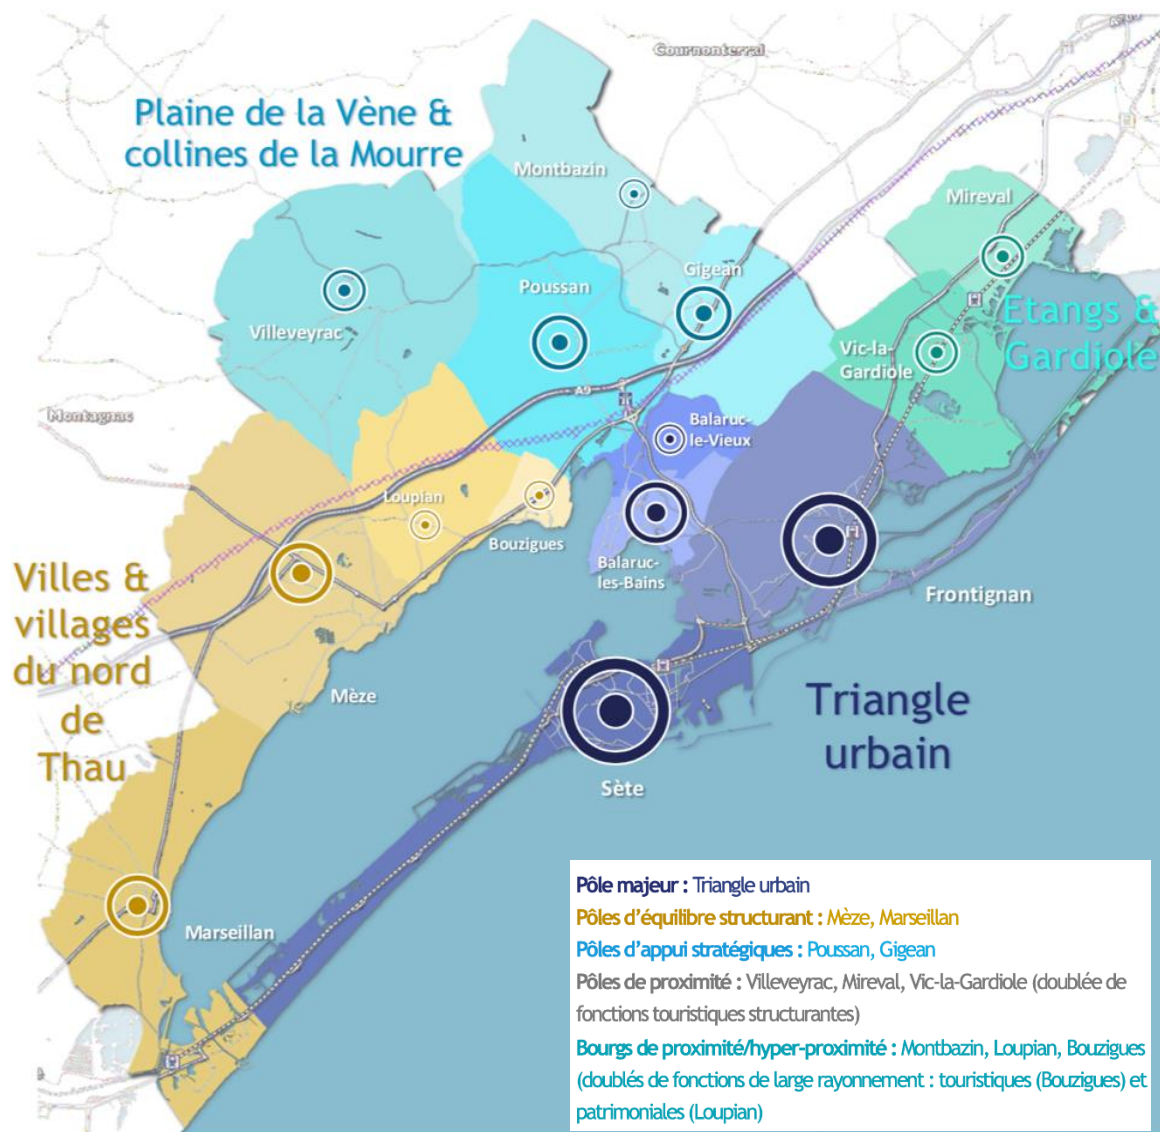 Cournonterral
A9
Plaine de la Vène &
collines de la Mourre
Montbazin
Mireval
Gigean
Poussan
Villeveyrac
Etangs &
Gardiole
Vic-la-
Gardiole
A9
Montagnac
Balaruc-
le-Vieux
Loupian
Bouzigues
Balaruc-
les-Bains
Villes &
villages
du nord
de
Thau
Frontignan
Mèze
Triangle
urbain
Sète
Marseillan
Pôle majeur : Triangle urbain
Pôles d’équilibre structurant : Mèze, Marseillan
Pôles d’appui stratégiques : Poussan, Gigean
Pôles de proximité : Villeveyrac, Mireval, Vic-la-Gardiole (doublée de
fonctions touristiques structurantes)
Bourgs de proximité/hyper-proximité : Montbazin, Loupian, Bouzigues
(doublés de fonctions de large rayonnement : touristiques (Bouzigues) et
patrimoniales (Loupian)